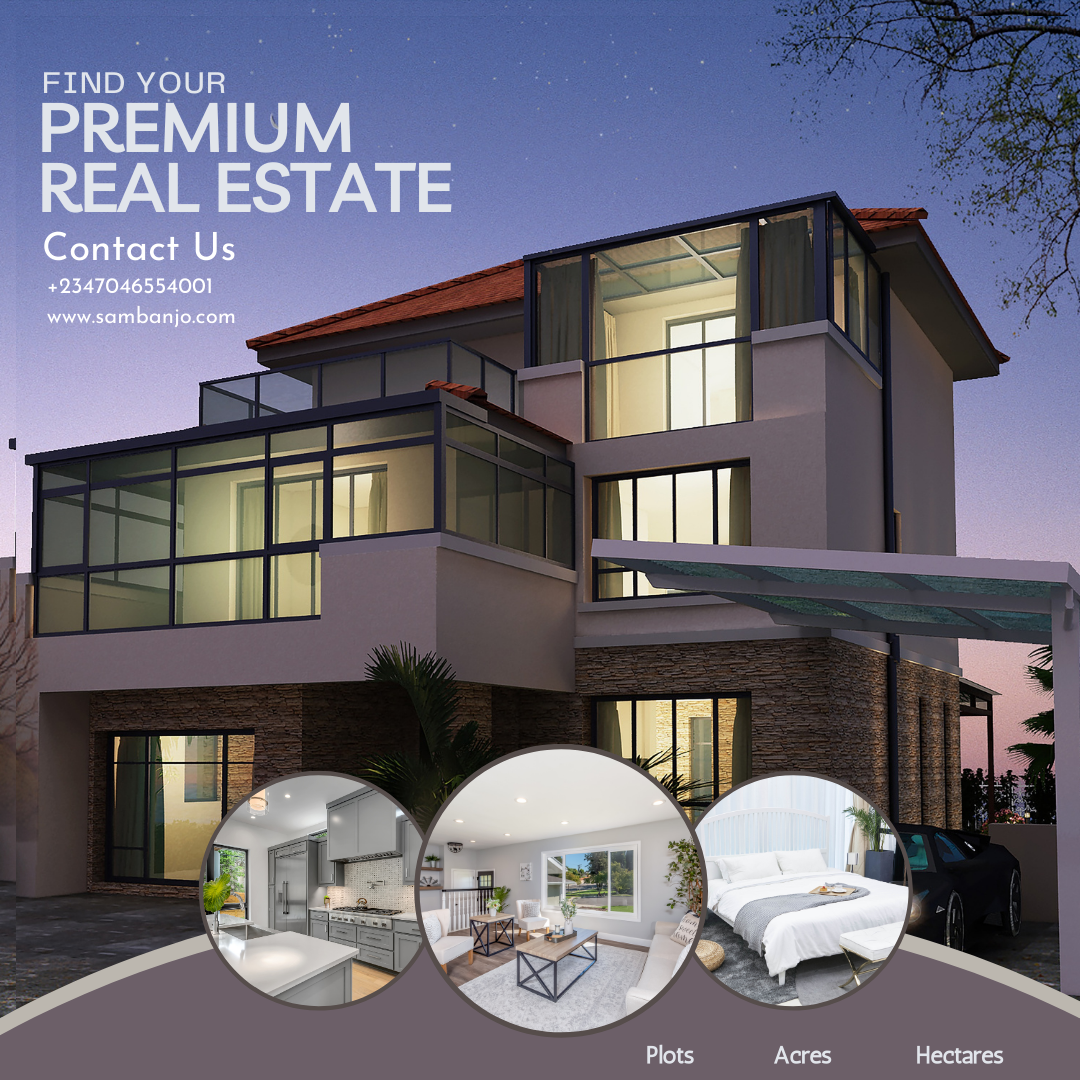 FIND YOUR
PREMIUM
REAL ESTATE
Contact Us
+2347046554001
www.sambanjo.com
Plots Acres Hectares